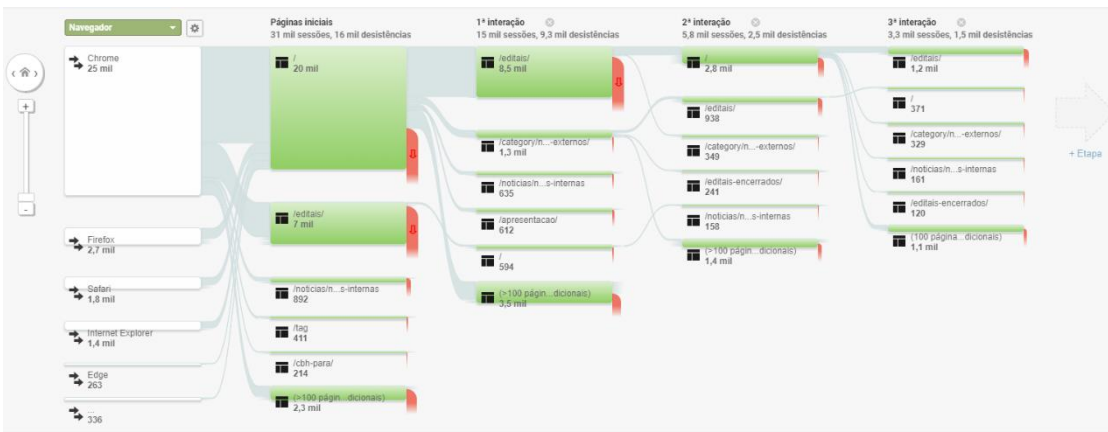 Navegador
Chrome
25 mil
Firefox
2,7 mil
Safari
1,8 mil
Internet Explorer
1,4 mil
Edge
263
...
336
Páginas iniciais
31 mil sessões, 16 mil desistências
/
20 mil
/editais/
7 mil
/noticias/n...s-internas
892
/tag
411
/cbh-para/
214
(>100 págin...dicionais)
2,3 mil
1ª interação
15 mil sessões, 9,3 mil desistências
/editais/
8,5 mil
/category/n...-externos/
1,3 mil
/noticias/n...s-internas
635
/apresentacao/
612
/
594
(>100 págin...dicionais)
3,5 mil
2ª interação
5,8 mil sessões, 2,5 mil desistências
/
2,8 mil
/editais/
938
/category/n...-externos/
349
/editais-encerrados/
241
/noticias/n...s-internas
158
(>100 págin...dicionais)
1,4 mil
3ª interação
3,3 mil sessões, 1,5 mil desistências
/editais/
1,2 mil
/
371
/category/n...-externos/
329
/noticias/n...s-internas
161
/editais-encerrados/
120
(100 página...dicionais)
1,1 mil
+ Etapa